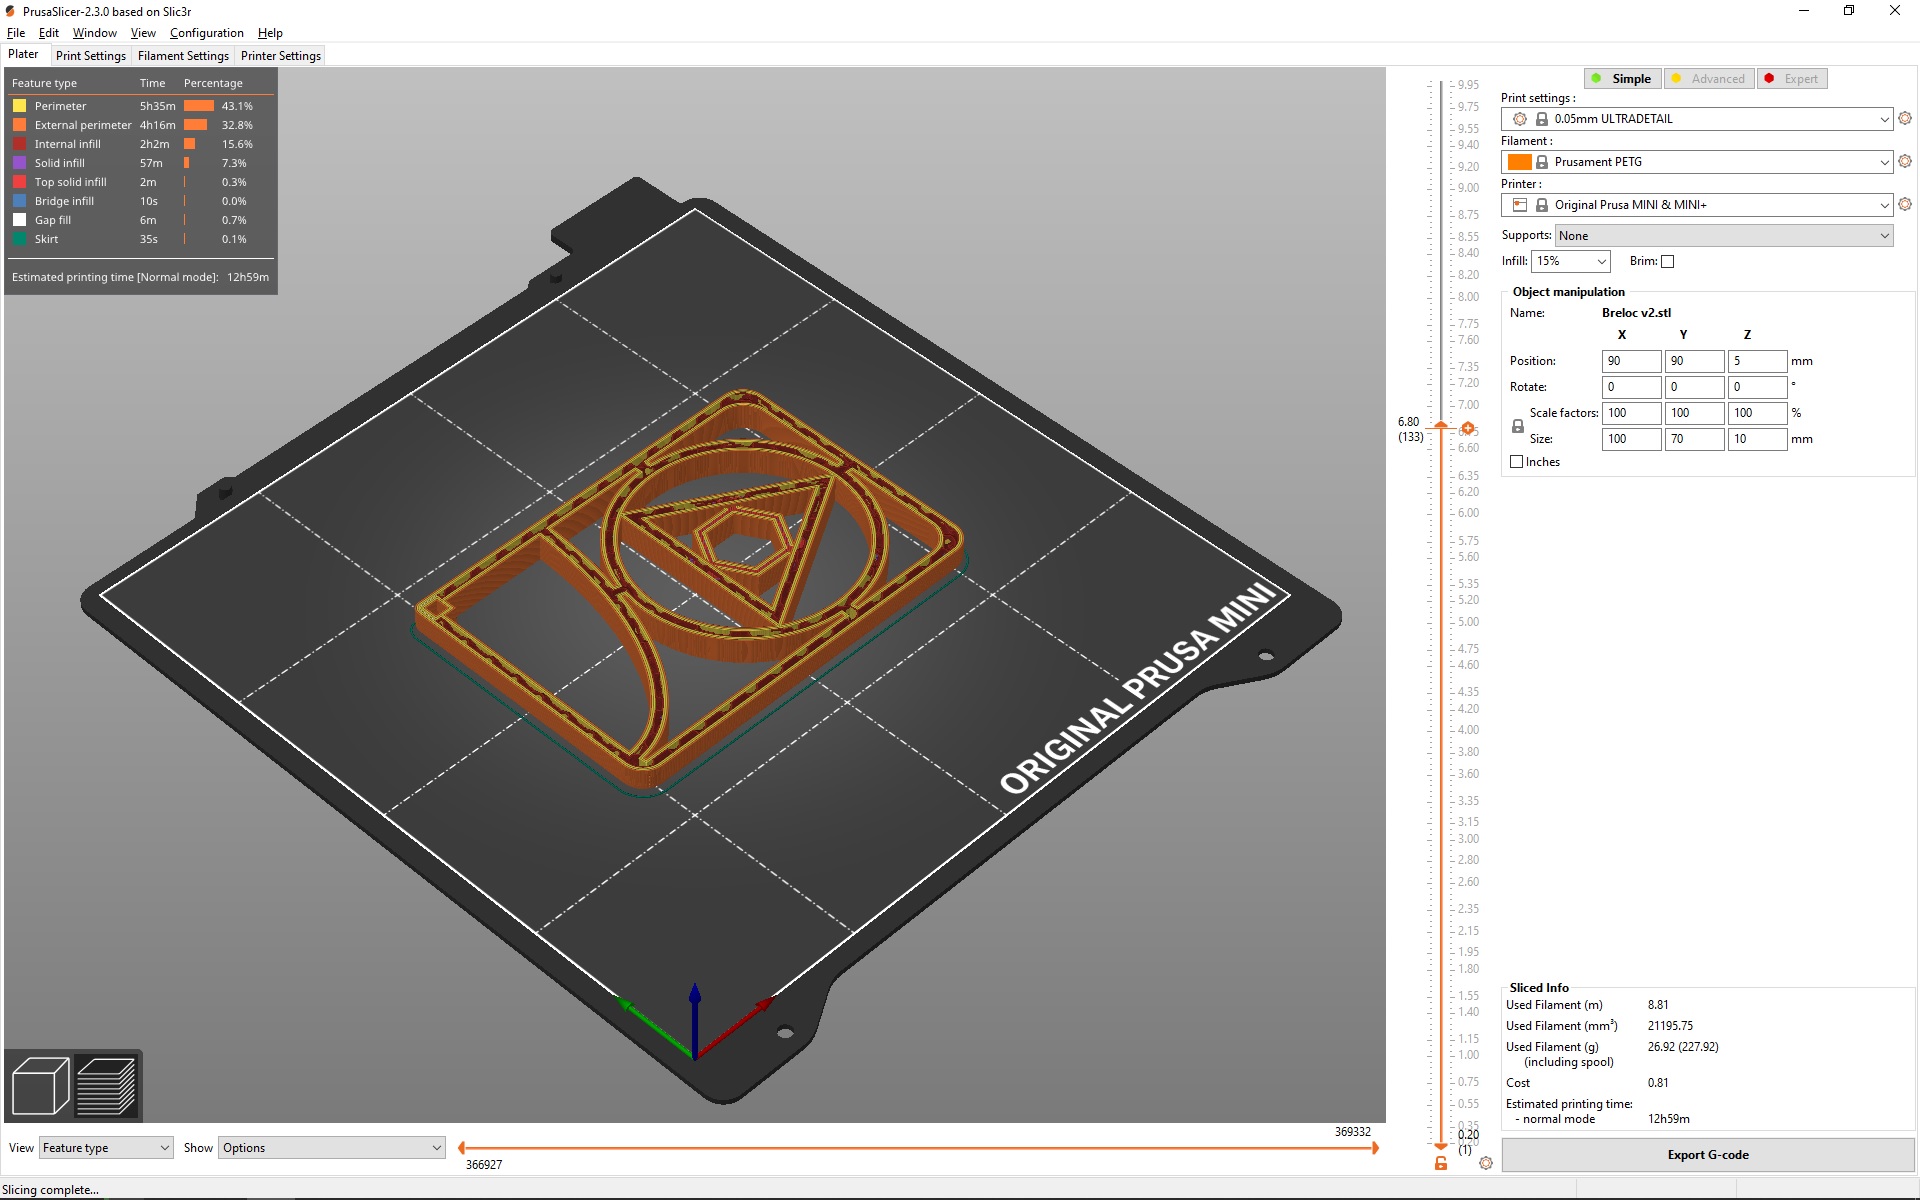 PrusaSlicer-2.3.0 based on Slic3r
File Edit Window View Configuration Help
Plater Print Settings Filament Settings Printer Settings
Feature type Time Percentage
Perimeter 5h35m 43.1%
External perimeter 4h16m 32.8%
Internal infill 2h2m 15.6%
Solid infill 57m 7.3%
Top solid infill 2m 0.3%
Bridge infill 10s 0.0%
Gap fill 6m 0.7%
Skirt 35s 0.1%
Estimated printing time [Normal mode]: 12h59m
ORIGINAL PRUSA MINI
View Feature type Show Options
366927
369332
Slicing complete...
9.95
9.75
9.55
9.40
9.20
9.00
8.75
8.55
8.40
8.20
8.00
7.75
7.60
7.35
7.20
7.00
6.80
(133)
6.60
6.35
6.20
6.00
5.75
5.60
5.35
5.20
5.00
4.75
4.60
4.35
4.20
4.00
3.80
3.60
3.35
3.15
3.00
2.80
2.60
2.35
2.15
1.95
1.80
1.55
1.40
1.15
1.00
0.75
0.55
0.35
0.20
(1)
Simple Advanced Expert
Print settings :
0.05mm ULTRADETAIL
Filament :
Prusament PETG
Printer :
Original Prusa MINI & MINI+
Supports: None
Infill: 15% Brim:
Object manipulation
Name: Breloc v2.stl
X Y Z
Position: 90 90 5 mm
Rotate: 0 0 0 °
Scale factors: 100 100 100 %
Size: 100 70 10 mm
Inches
Sliced Info
Used Filament (m) 8.81
Used Filament (mm³) 21195.75
Used Filament (g) 26.92 (227.92)
(including spool)
Cost 0.81
Estimated printing time:
- normal mode 12h59m
Export G-code